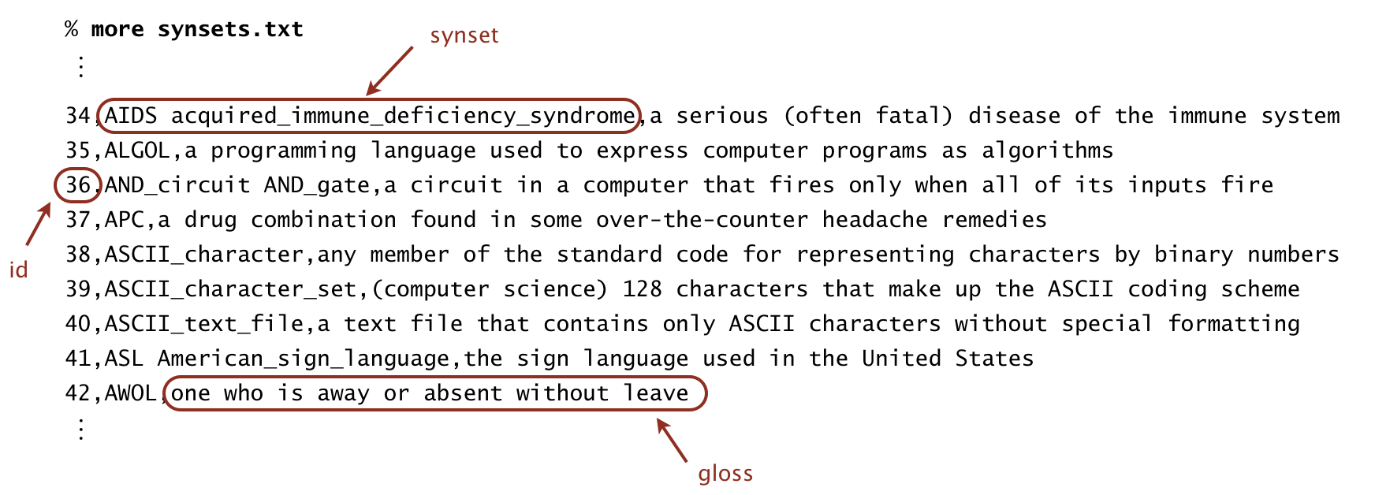 % more synsets.txt
synset
⋮
34,AIDS acquired_immune_deficiency_syndrome,a serious (often fatal) disease of the immune system
35,ALGOL,a programming language used to express computer programs as algorithms
36,AND_circuit AND_gate,a circuit in a computer that fires only when all of its inputs fire
37,APC,a drug combination found in some over-the-counter headache remedies
38,ASCII_character,any member of the standard code for representing characters by binary numbers
id
39,ASCII_character_set,(computer science) 128 characters that make up the ASCII coding scheme
40,ASCII_text_file,a text file that contains only ASCII characters without special formatting
41,ASL American_sign_language,the sign language used in the United States
42,AWOL,one who is away or absent without leave
⋮
gloss